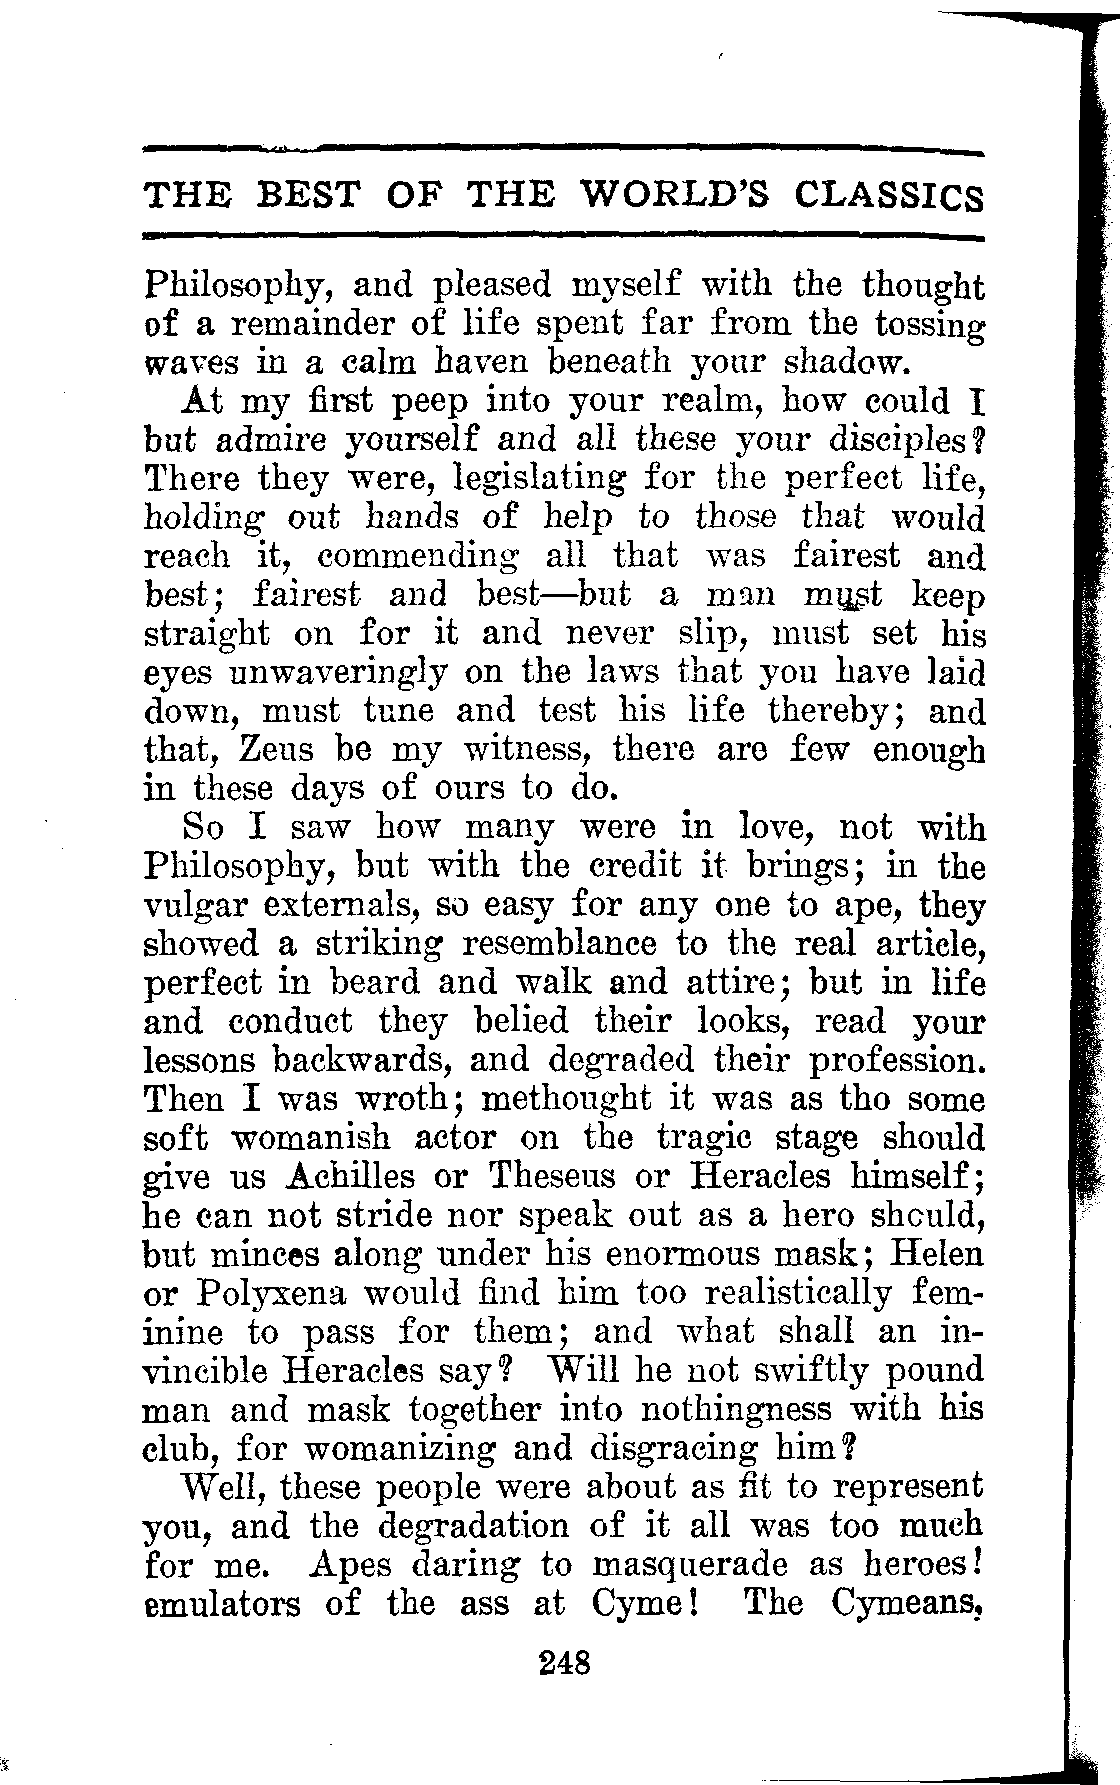 THE BEST OF THE WORLD'S CLASSICS
Philosophy, and pleased myself with the thought
of a remainder of life spent far from the tossing
waves in a calm haven beneath your shadow.
At my first peep into your realm, how could I
but admire yourself and all these your disciples?
There they were, legislating for the perfect life,
holding out hands of help to those that would
reach it, commending all that was fairest and
best; fairest and best—but a man must keep
straight on for it and never slip, must set his
eyes unwaveringly on the laws that you have laid
down, must tune and test his life thereby; and
that, Zeus be my witness, there are few enough
in these days of ours to do.
So I saw how many were in love, not with
Philosophy, but with the credit it brings; in the
vulgar externals, so easy for any one to ape, they
showed a striking resemblance to the real article,
perfect in beard and walk and attire; but in life
and conduct they belied their looks, read your
lessons backwards, and degraded their profession.
Then I was wroth; methought it was as tho some
soft womanish actor on the tragic stage should
give us Achilles or Theseus or Heracles himself;
he can not stride nor speak out as a hero should,
but minces along under his enormous mask; Helen
or Polyxena would find him too realistically fem-
inine to pass for them; and what shall an in-
vincible Heracles say? Will he not swiftly pound
man and mask together into nothingness with his
club, for womanizing and disgracing him?
Well, these people were about as fit to represent
you, and the degradation of it all was too much
for me. Apes daring to masquerade as heroes!
emulators of the ass at Cyme! The Cymeans,
248